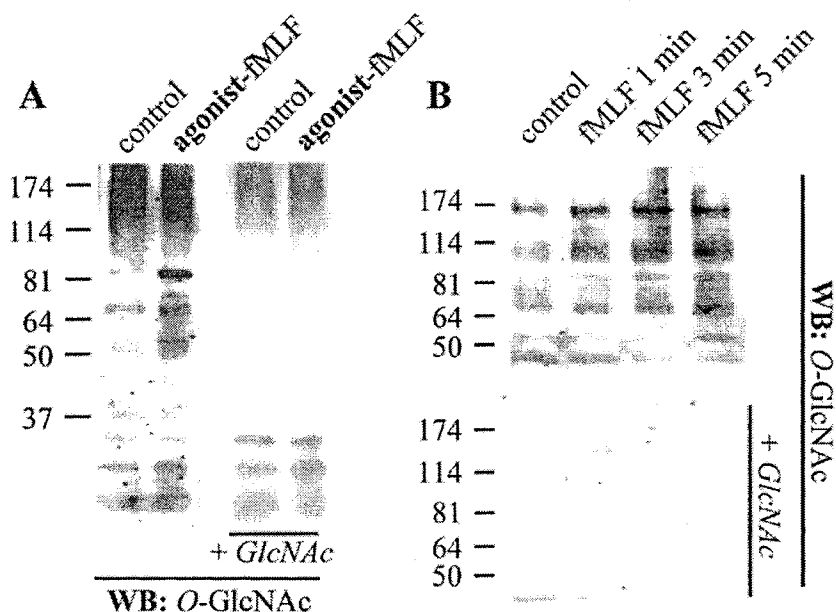 A
control
agonist-fMLF
control
agonist-fMLF
174
114
81
64
50
37
+ GlcNAc
WB: O-GlcNAc
B
control
fMLF 1 min
fMLF 3 min
fMLF 5 min
174
114
81
64
50
174
114
81
64
50
+ GlcNAc
WB: O-GlcNAc